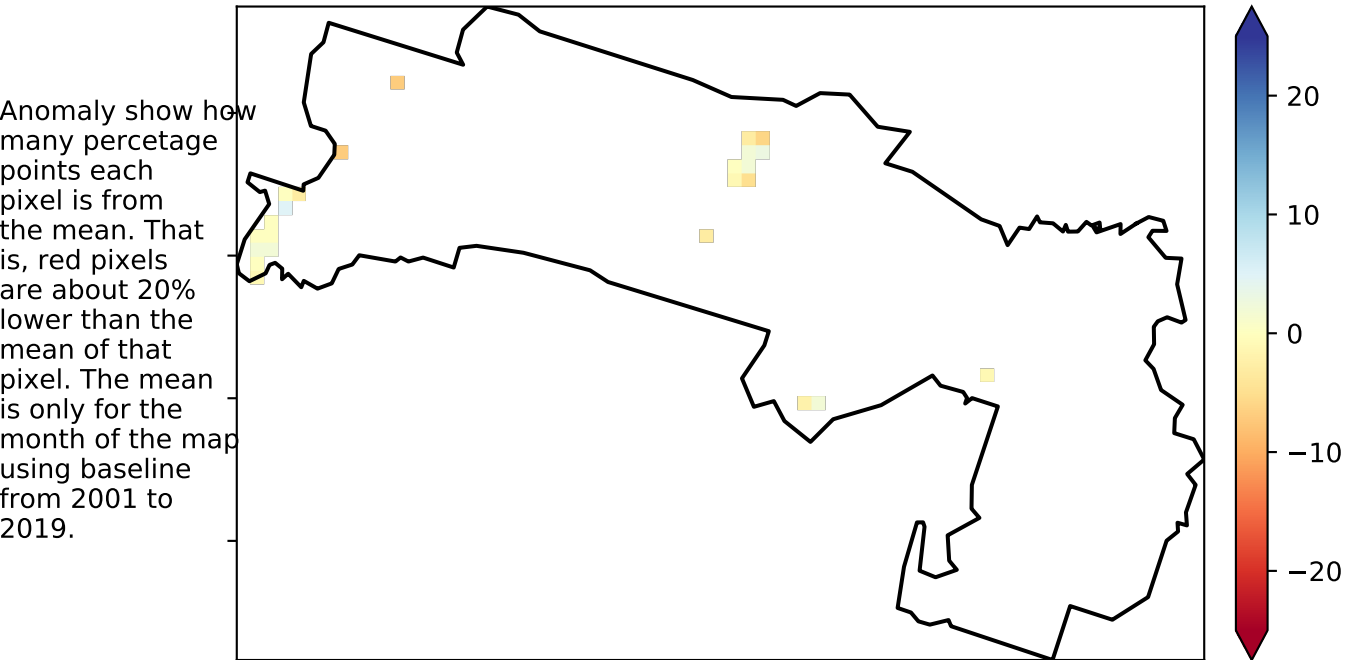 Anomaly show how
many percetage
points each
pixel is from
the mean. That
is, red pixels
are about 20%
lower than the
mean of that
pixel. The mean
is only for the
month of the map
using baseline
from 2001 to
2019.
20
10
0
−10
−20